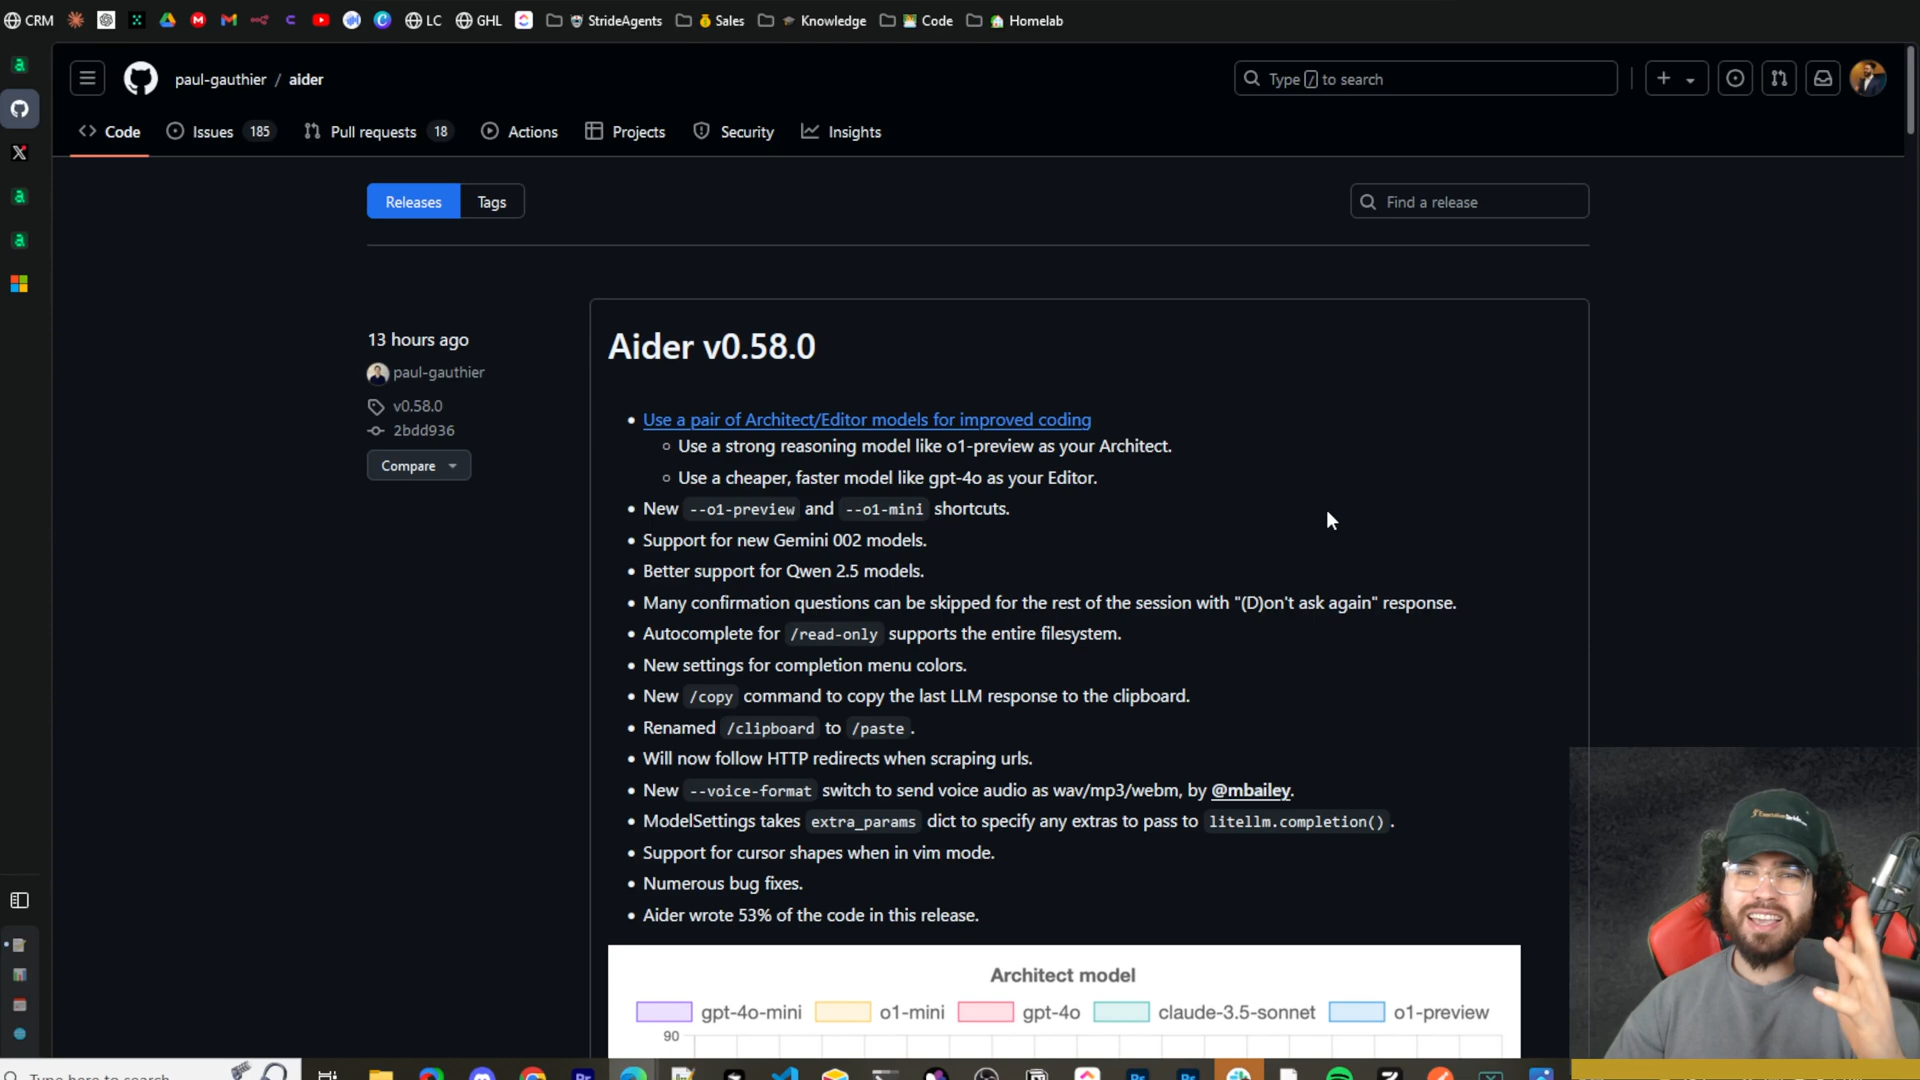 CRM
LC
GHL
StrideAgents
Sales
Knowledge
Code
Homelab
paul-gauthier / aider
Type / to search
Code
Issues 185
Pull requests 18
Actions
Projects
Security
Insights
Releases
Tags
Find a release
13 hours ago
paul-gauthier
v0.58.0
2bdd936
Compare
Aider v0.58.0
Use a pair of Architect/Editor models for improved coding
Use a strong reasoning model like o1-preview as your Architect.
Use a cheaper, faster model like gpt-4o as your Editor.
New --o1-preview and --o1-mini shortcuts.
Support for new Gemini 002 models.
Better support for Qwen 2.5 models.
Many confirmation questions can be skipped for the rest of the session with "(D)on't ask again" response.
Autocomplete for /read-only supports the entire filesystem.
New settings for completion menu colors.
New /copy command to copy the last LLM response to the clipboard.
Renamed /clipboard to /paste .
Will now follow HTTP redirects when scraping urls.
New --voice-format switch to send voice audio as wav/mp3/webm, by @mbailey.
ModelSettings takes extra_params dict to specify any extras to pass to litellm.completion() .
Support for cursor shapes when in vim mode.
Numerous bug fixes.
Aider wrote 53% of the code in this release.
Architect model
gpt-4o-mini
o1-mini
gpt-4o
claude-3.5-sonnet
o1-preview
90
Type here to search